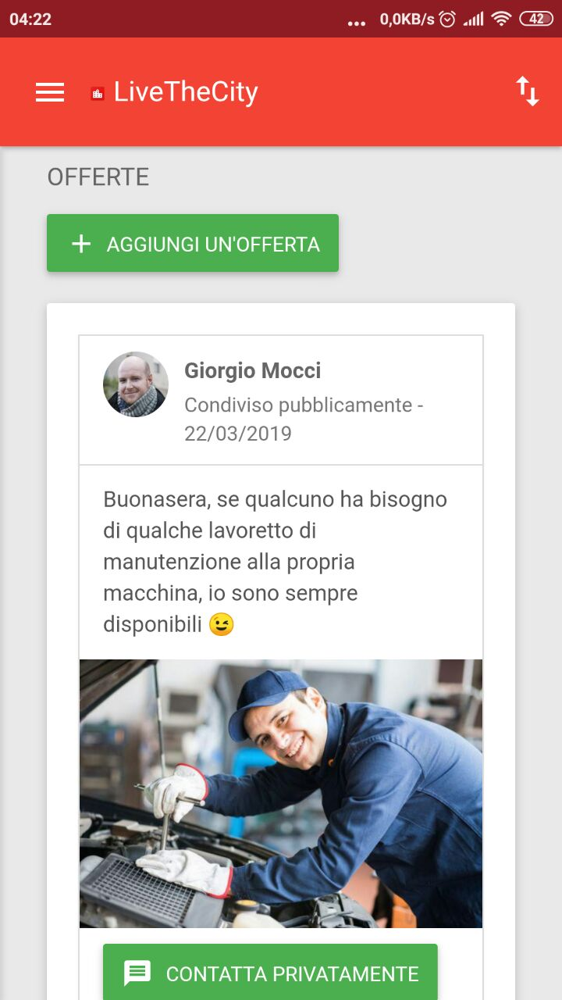 04:22
... 0,0KB/s 42
LiveTheCity
OFFERTE
AGGIUNGI UN'OFFERTA
Giorgio Mocci
Condiviso pubblicamente -
22/03/2019
Buonasera, se qualcuno ha bisogno
di qualche lavoretto di
manutenzione alla propria
macchina, io sono sempre
disponibili 😉
CONTATTA PRIVATAMENTE